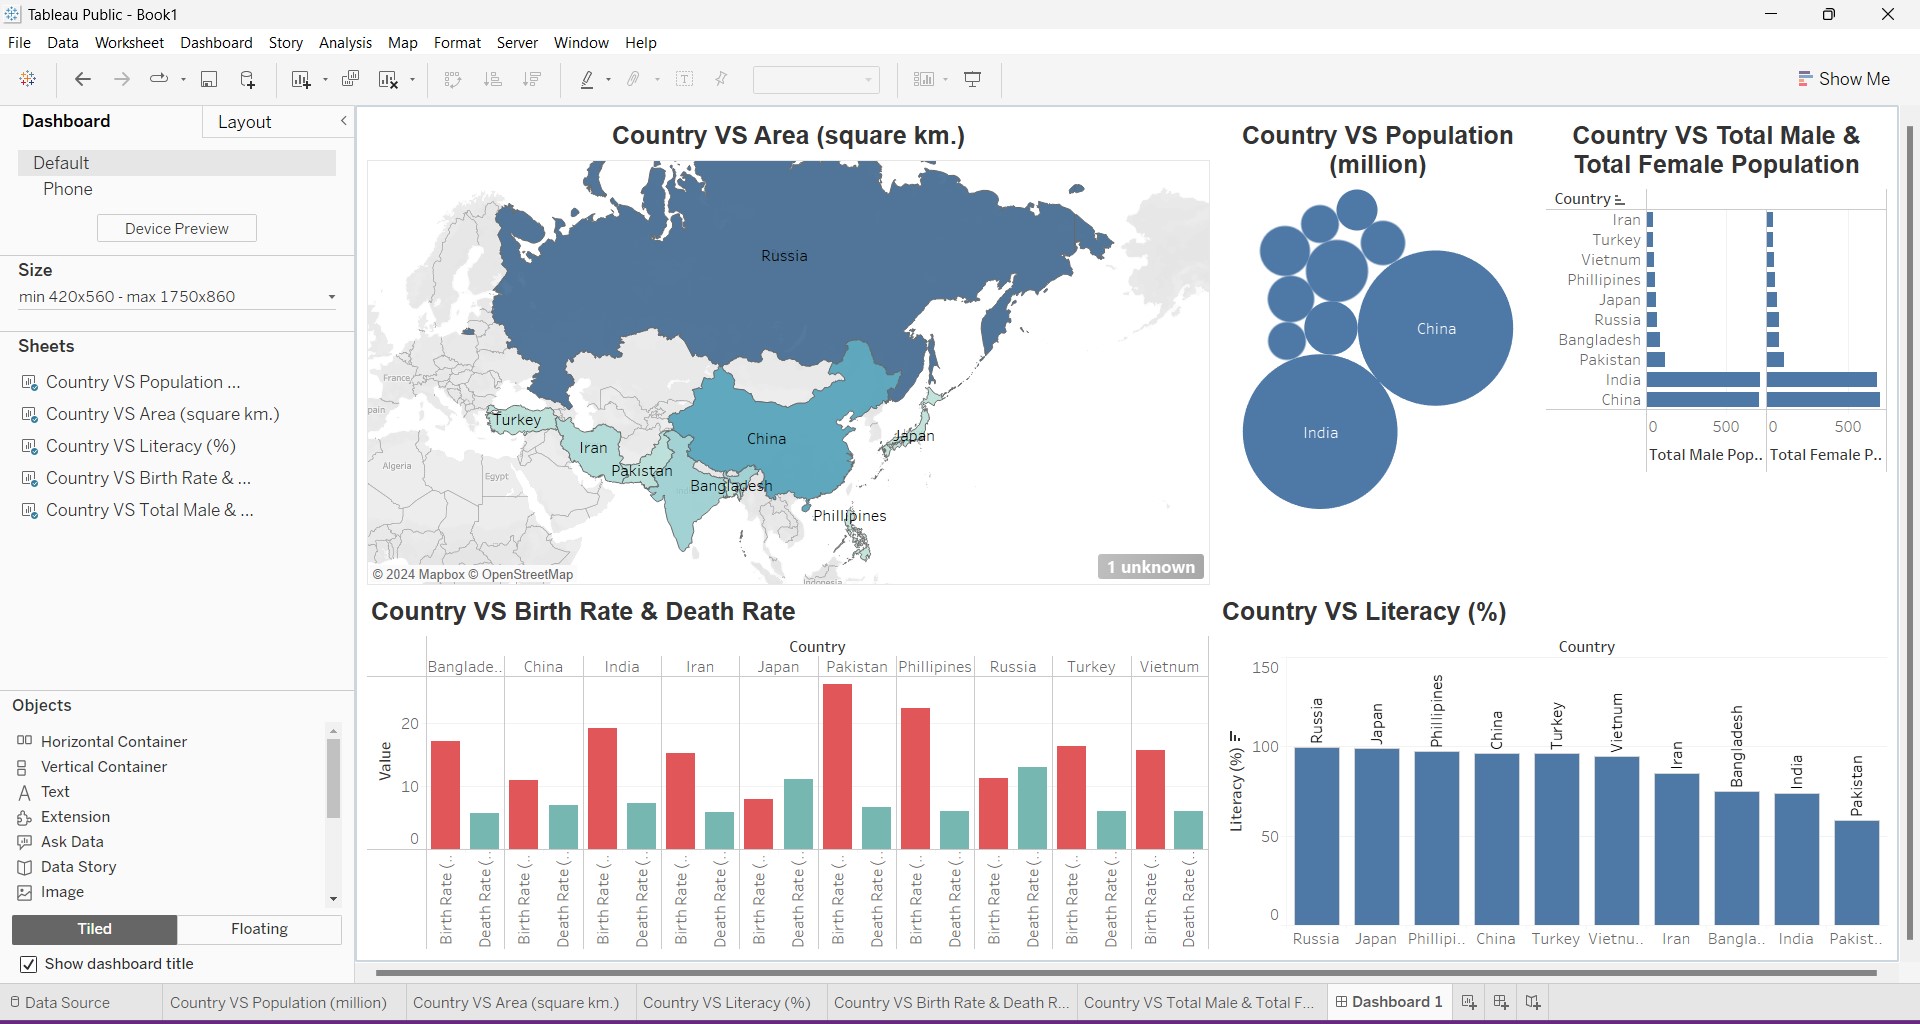 Tableau Public - Book1
File Data Worksheet Dashboard Story Analysis Map Format Server Window Help
Show Me
Dashboard
Layout
Default
Phone
Device Preview
Size
min 420x560 - max 1750x860
Sheets
Country VS Population ...
Country VS Area (square km.)
Country VS Literacy (%)
Country VS Birth Rate & ...
Country VS Total Male & ...
Objects
Horizontal Container
Vertical Container
Text
Extension
Ask Data
Data Story
Image
Tiled
Floating
Show dashboard title
Country VS Area (square km.)
Russia
France
Turkey
China
Japan
Iran
Algeria
Egypt
Pakistan
Bangladesh
Phillipines
© 2024 Mapbox © OpenStreetMap
Indonesia
1 unknown
Country VS Population
(million)
China
India
Country VS Total Male &
Total Female Population
Country
Iran
Turkey
Vietnum
Phillipines
Japan
Russia
Bangladesh
Pakistan
India
China
0 500 0 500
Total Male Pop.. Total Female P..
Country VS Birth Rate & Death Rate
Country
Banglade.. China India Iran Japan Pakistan Phillipines Russia Turkey Vietnum
Value
20
10
0
Birth Rate (.. Death Rate (.. Birth Rate (.. Death Rate (.. Birth Rate (.. Death Rate (.. Birth Rate (.. Death Rate (.. Birth Rate (.. Death Rate (.. Birth Rate (.. Death Rate (.. Birth Rate (.. Death Rate (.. Birth Rate (.. Death Rate (.. Birth Rate (.. Death Rate (.. Birth Rate (.. Death Rate (..
Country VS Literacy (%)
Country
Literacy (%)
150
100
50
0
Russia Japan Phillipines China Turkey Vietnum Iran Bangladesh India Pakistan
Russia Japan Phillipi.. China Turkey Vietnu.. Iran Bangla.. India Pakist..
Data Source
Country VS Population (million)
Country VS Area (square km.)
Country VS Literacy (%)
Country VS Birth Rate & Death R...
Country VS Total Male & Total F...
Dashboard 1